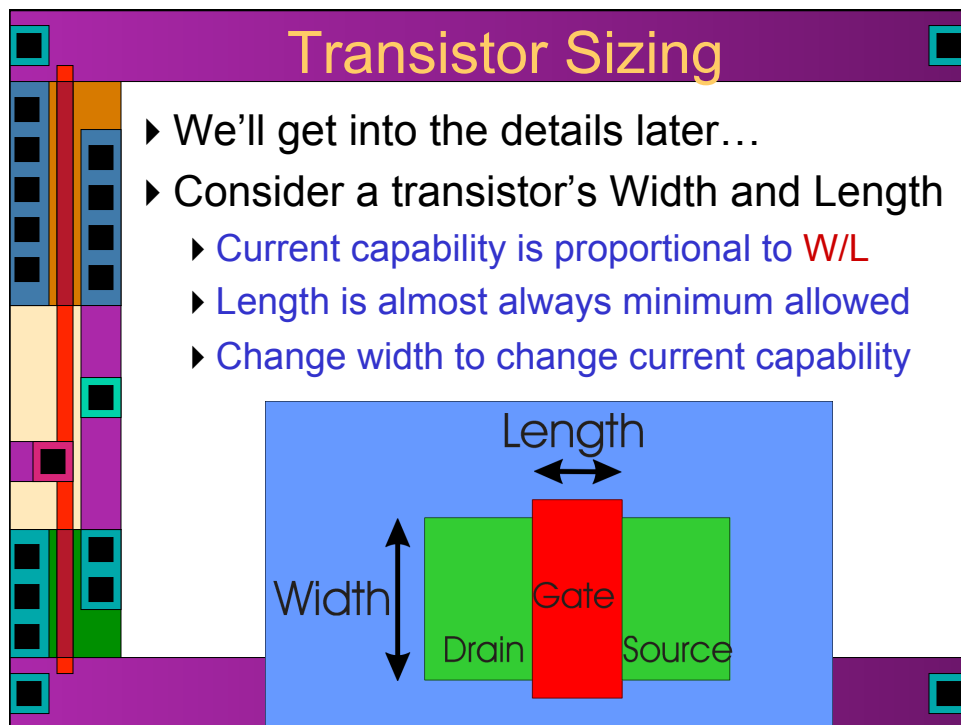 Transistor Sizing
We’ll get into the details later…
Consider a transistor’s Width and Length
Current capability is proportional to W/L
Length is almost always minimum allowed
Change width to change current capability
Length
Width
Gate
Drain
Source